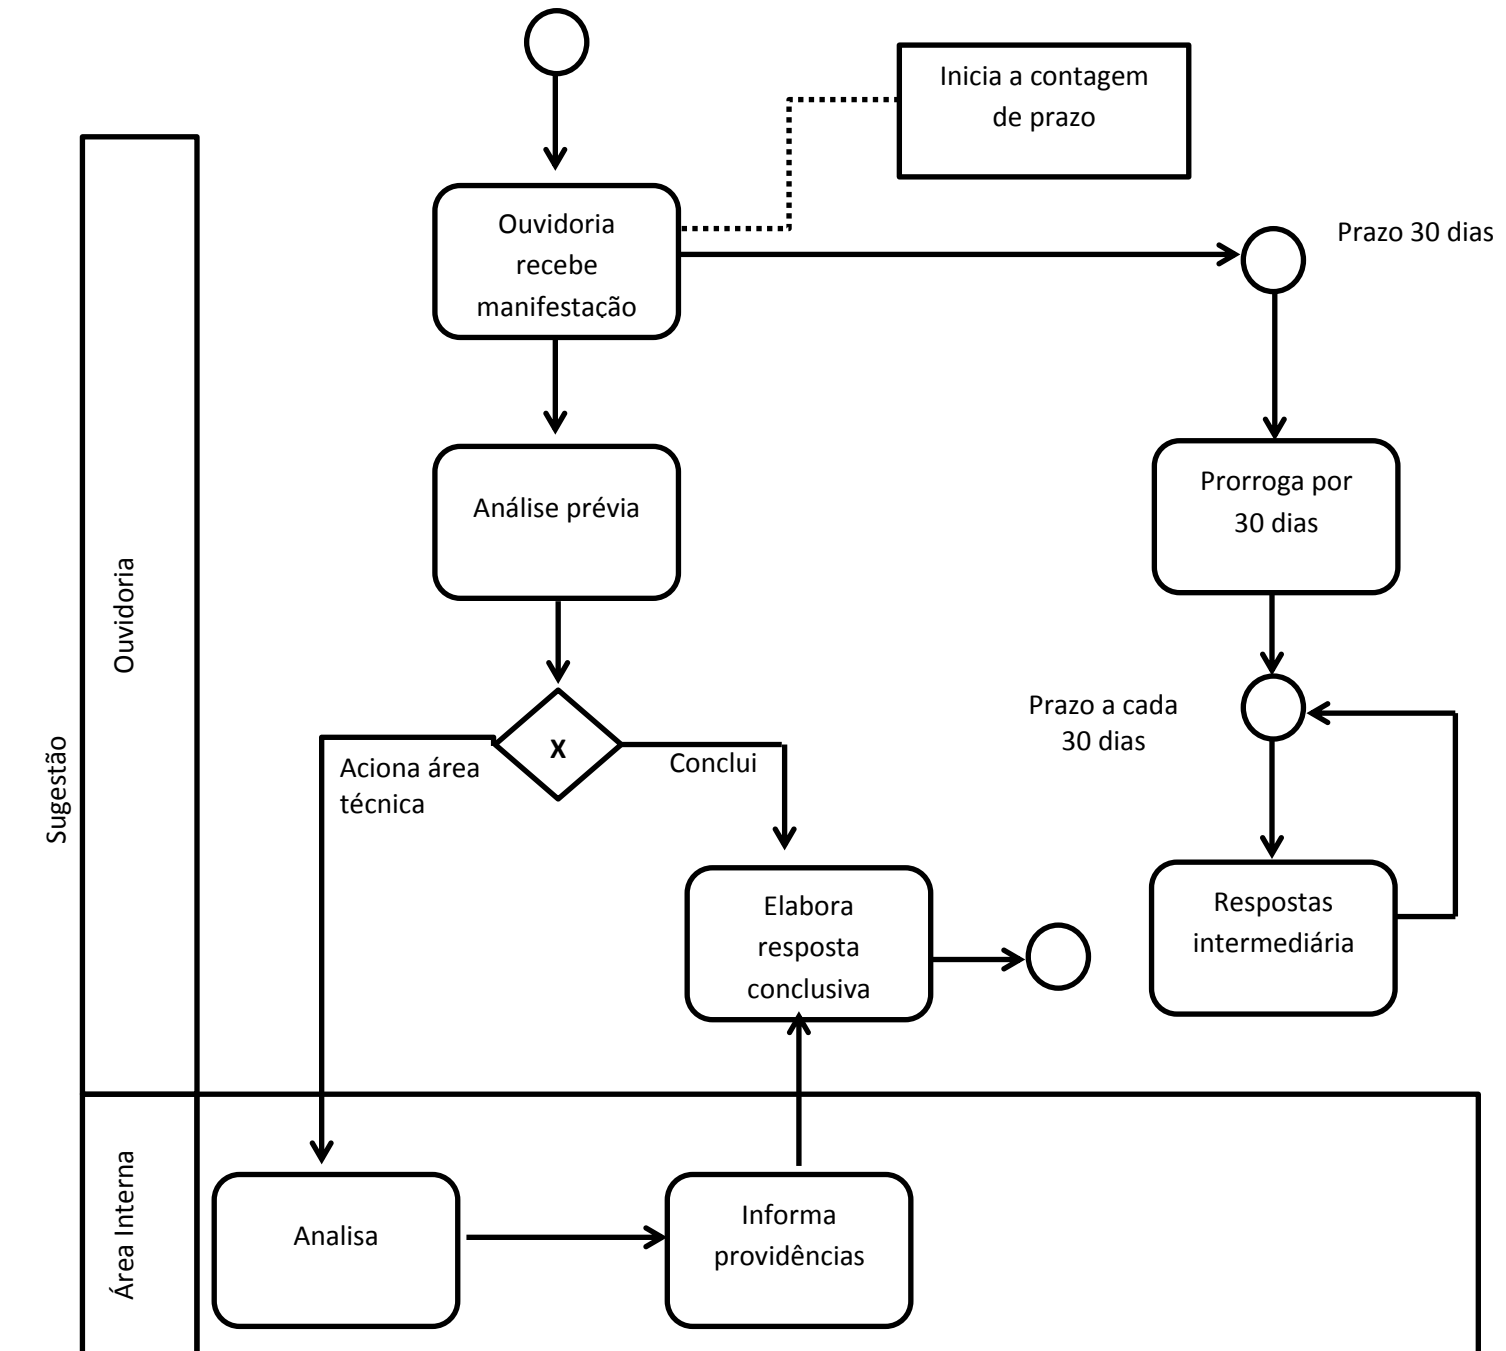 Inicia a contagem
de prazo
Ouvidoria
recebe
manifestação
Prazo 30 dias
Análise prévia
Prorroga por
30 dias
Ouvidoria
Sugestão
Prazo a cada
30 dias
X
Aciona área
técnica
Conclui
Elabora
resposta
conclusiva
Respostas
intermediária
Área Interna
Analisa
Informa
providências